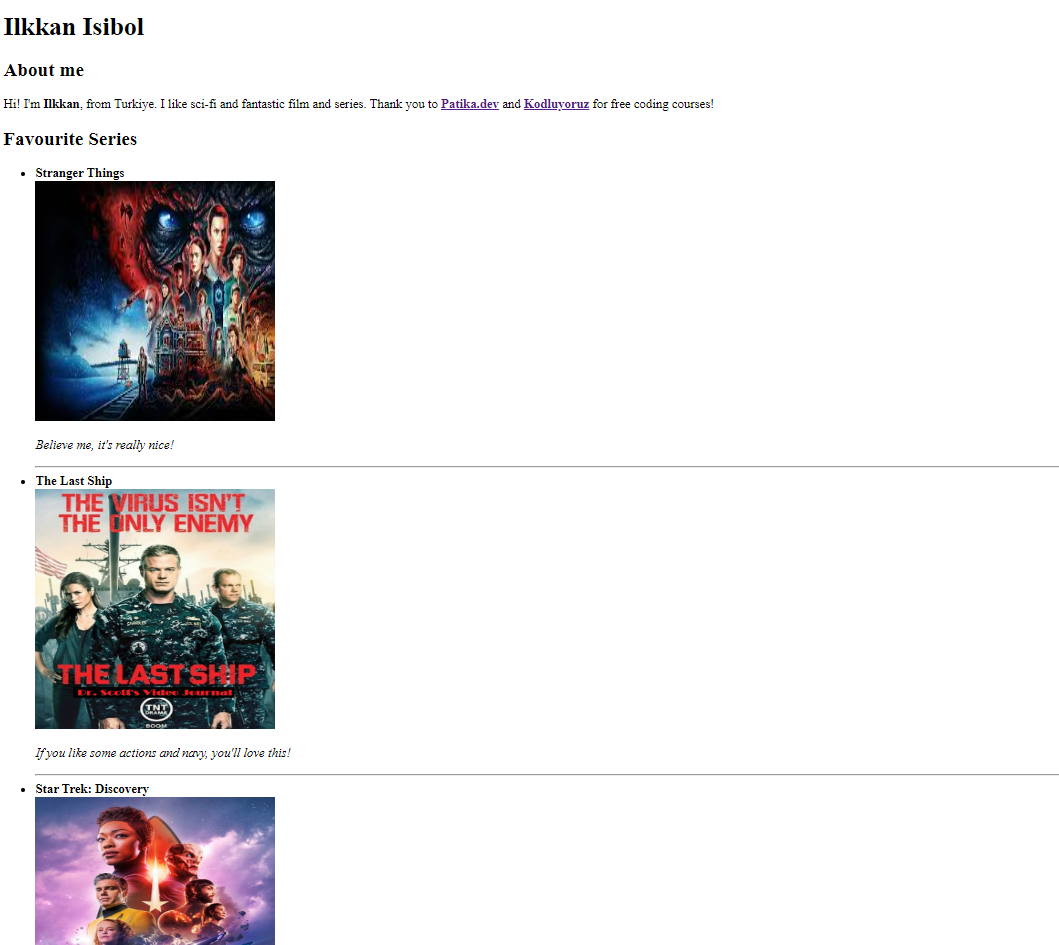 Ilkkan Isibol
About me
Hi! I'm Ilkkan, from Turkiye. I like sci-fi and fantastic film and series. Thank you to Patika.dev and Kodluyoruz for free coding courses!
Favourite Series
Stranger Things
Believe me, it's really nice!
The Last Ship
THE VIRUS ISN'T
THE ONLY ENEMY
CHANDLER
THE LAST SHIP
Dr. Scott's Video Journal
TNT
DRAMA
BOOM
If you like some actions and navy, you'll love this!
Star Trek: Discovery